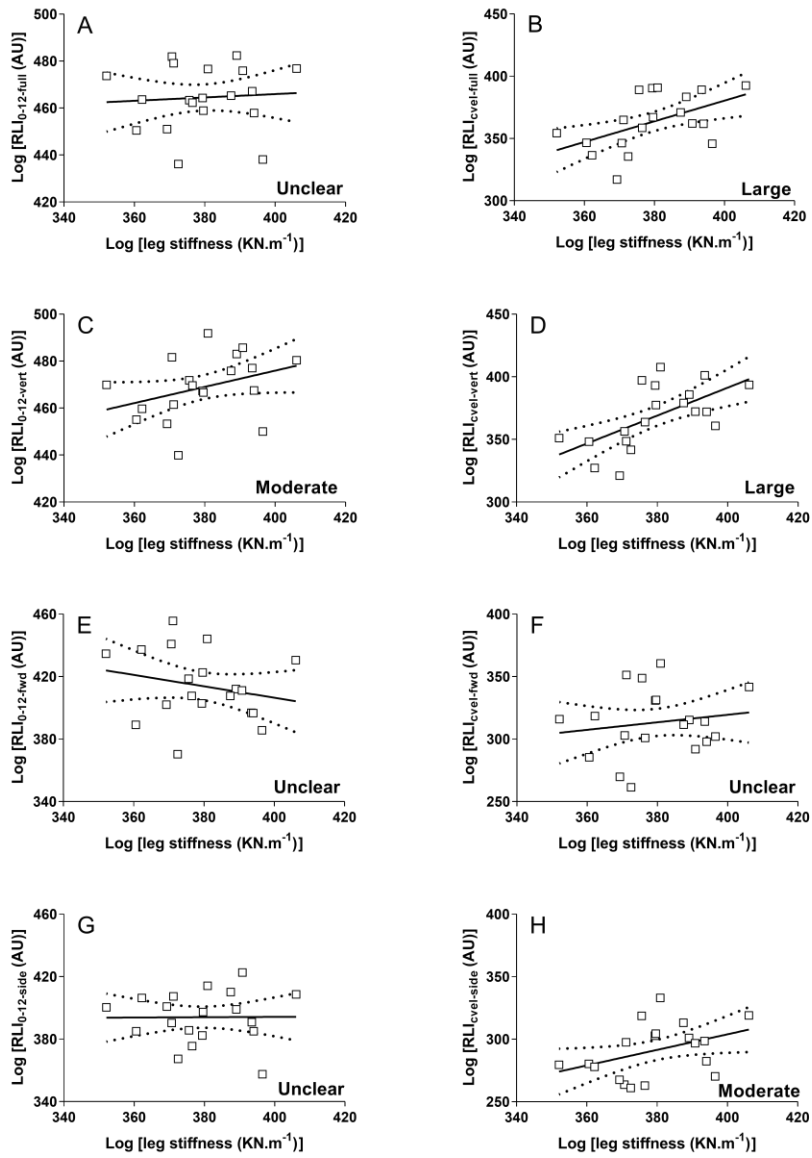 A
500
480
460
440
420
340 360 380 400 420
Log [RLI0-12-full (AU)]
Log [leg stiffness (KN.m-1)]
Unclear
B
450
400
350
300
340 360 380 400 420
Log [RLIcvel-full (AU)]
Log [leg stiffness (KN.m-1)]
Large
C
500
480
460
440
420
340 360 380 400 420
Log [RLI0-12-vert (AU)]
Log [leg stiffness (KN.m-1)]
Moderate
D
450
400
350
300
340 360 380 400 420
Log [RLIcvel-vert (AU)]
Log [leg stiffness (KN.m-1)]
Large
E
460
420
380
340
340 360 380 400 420
Log [RLI0-12-fwd (AU)]
Log [leg stiffness (KN.m-1)]
Unclear
F
400
350
300
250
340 360 380 400 420
Log [RLIcvel-fwd (AU)]
Log [leg stiffness (KN.m-1)]
Unclear
G
460
420
380
340
340 360 380 400 420
Log [RLI0-12-side (AU)]
Log [leg stiffness (KN.m-1)]
Unclear
H
400
350
300
250
340 360 380 400 420
Log [RLIcvel-side (AU)]
Log [leg stiffness (KN.m-1)]
Moderate